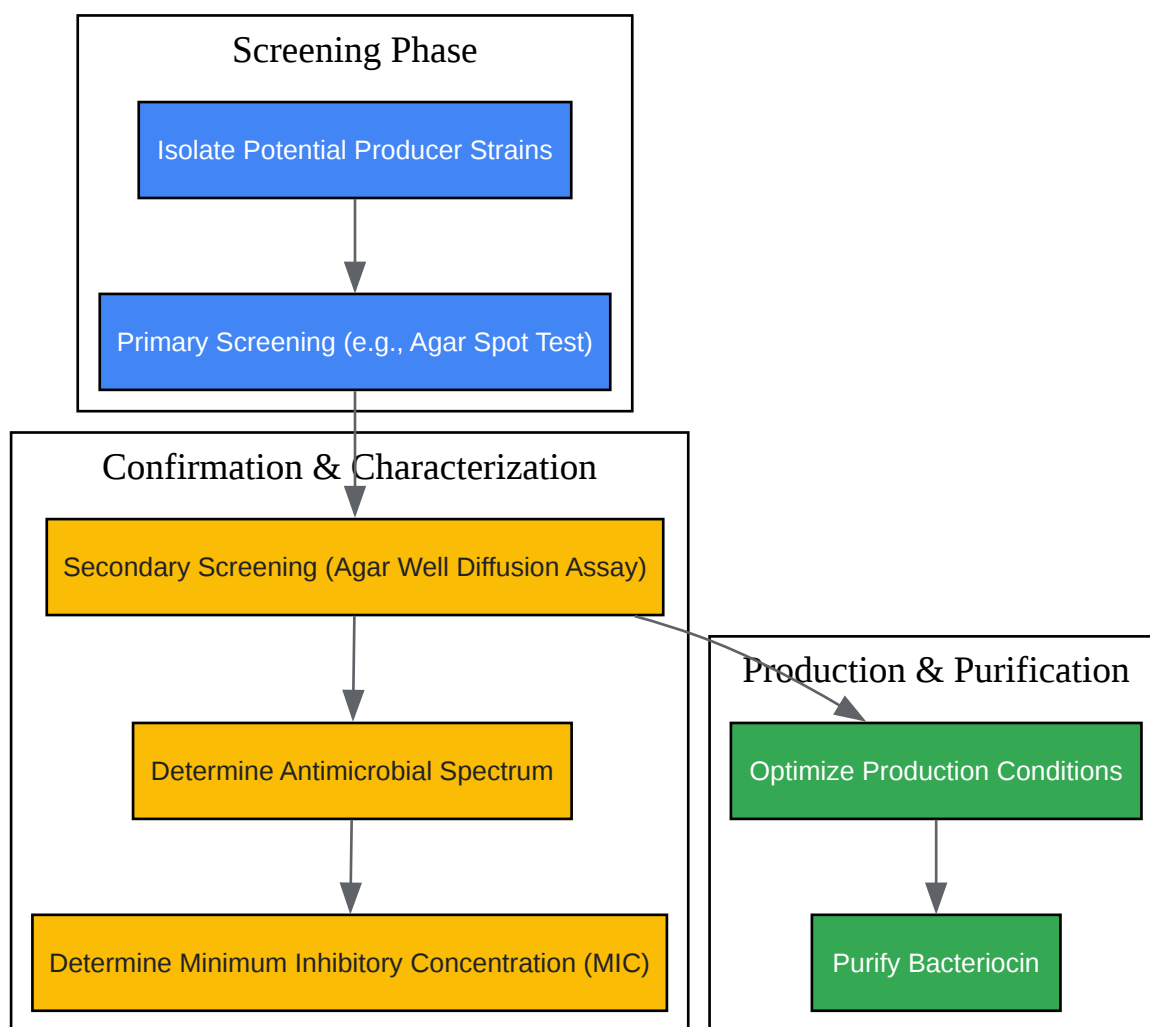 Screening Phase
Isolate Potential Producer Strains
Primary Screening (e.g., Agar Spot Test)
Confirmation & Characterization
Secondary Screening (Agar Well Diffusion Assay)
Determine Antimicrobial Spectrum
Determine Minimum Inhibitory Concentration (MIC)
Production & Purification
Optimize Production Conditions
Purify Bacteriocin